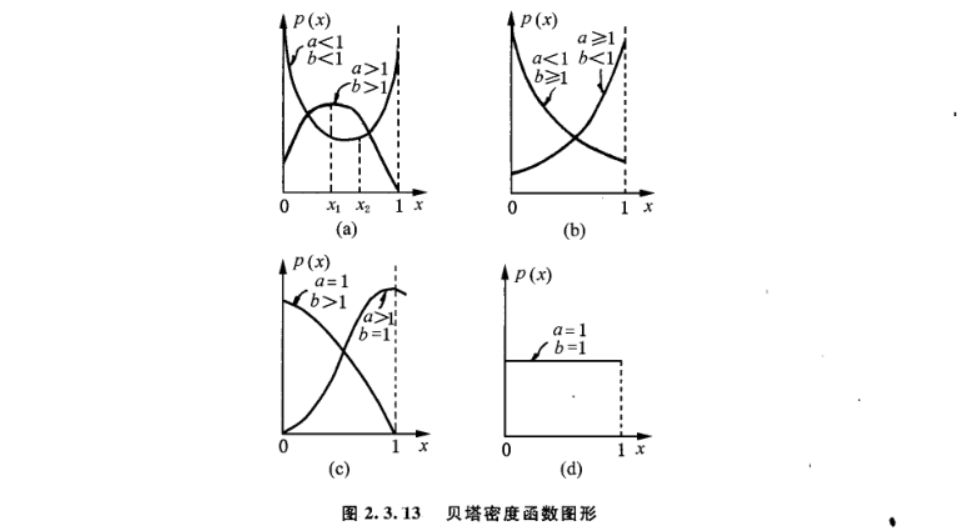 p(x)
a<1
b<1
a>1
b>1
0 x₁ x₂ 1 x
(a)
p(x)
a≥1
a<1 b<1
b≥1
0 1 x
(b)
p(x)
a=1
b>1
a>1
b=1
0 1 x
(c)
p(x)
a=1
b=1
0 1 x
(d)
图 2.3.13 贝塔密度函数图形